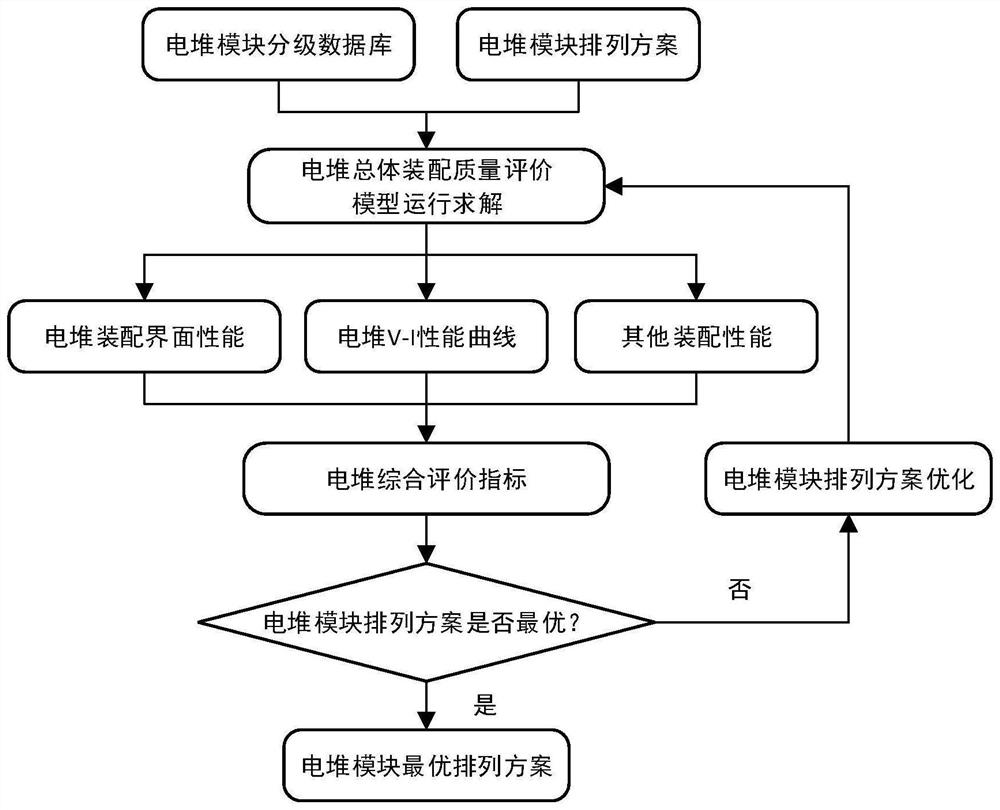 电堆模块分级数据库
电堆模块排列方案
电堆总体装配质量评价
模型运行求解
电堆装配界面性能
电堆V-I性能曲线
其他装配性能
电堆综合评价指标
电堆模块排列方案优化
电堆模块排列方案是否最优?
否
是
电堆模块最优排列方案